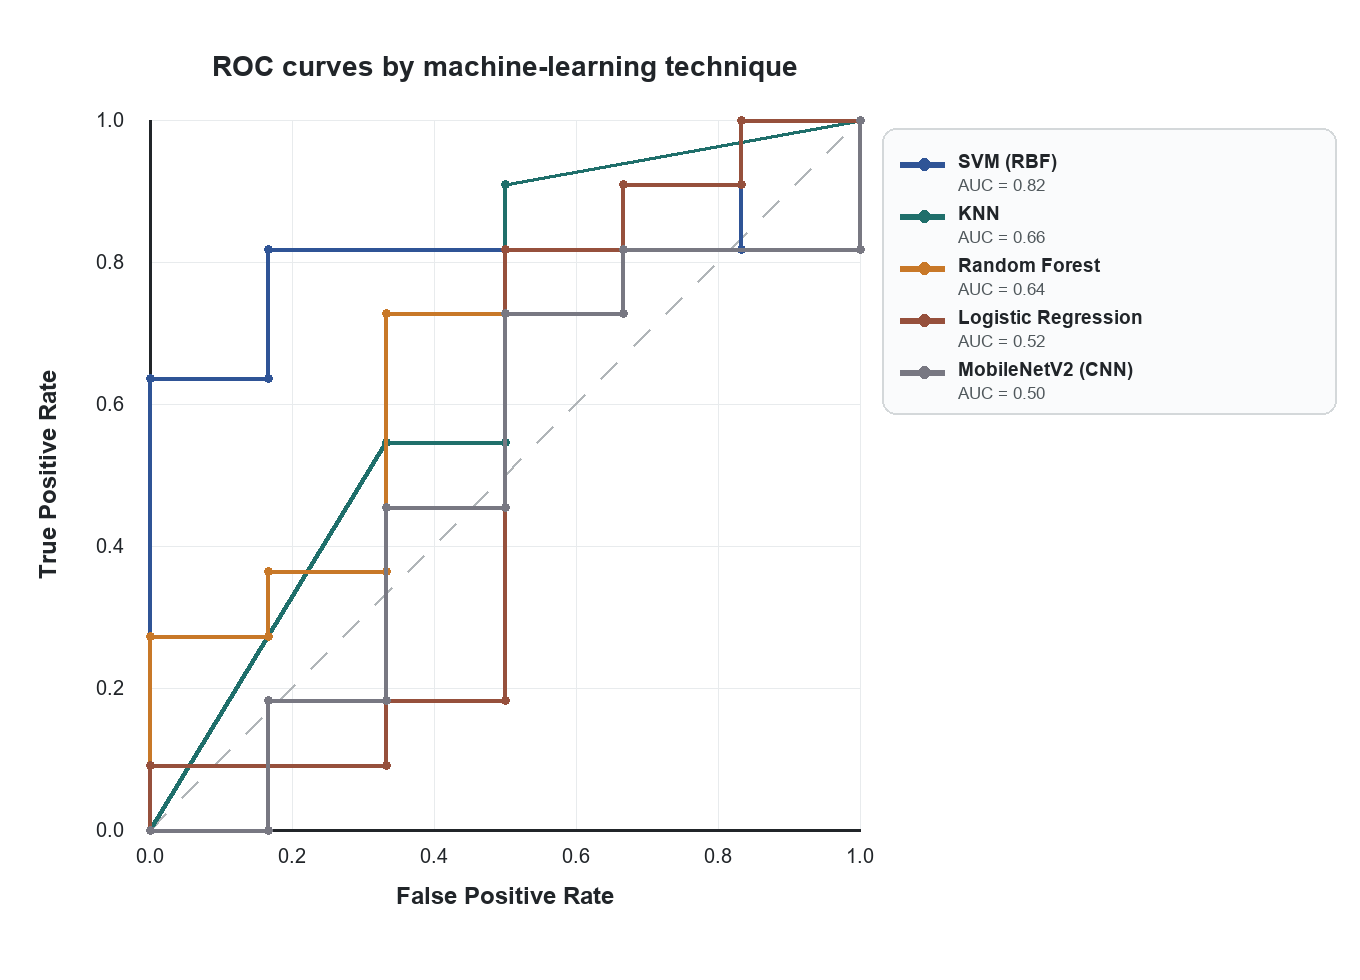 ROC curves by machine-learning technique
1.0
0.8
0.6
0.4
0.2
0.0
True Positive Rate
0.0 0.2 0.4 0.6 0.8 1.0
False Positive Rate
SVM (RBF)
AUC = 0.82
KNN
AUC = 0.66
Random Forest
AUC = 0.64
Logistic Regression
AUC = 0.52
MobileNetV2 (CNN)
AUC = 0.50